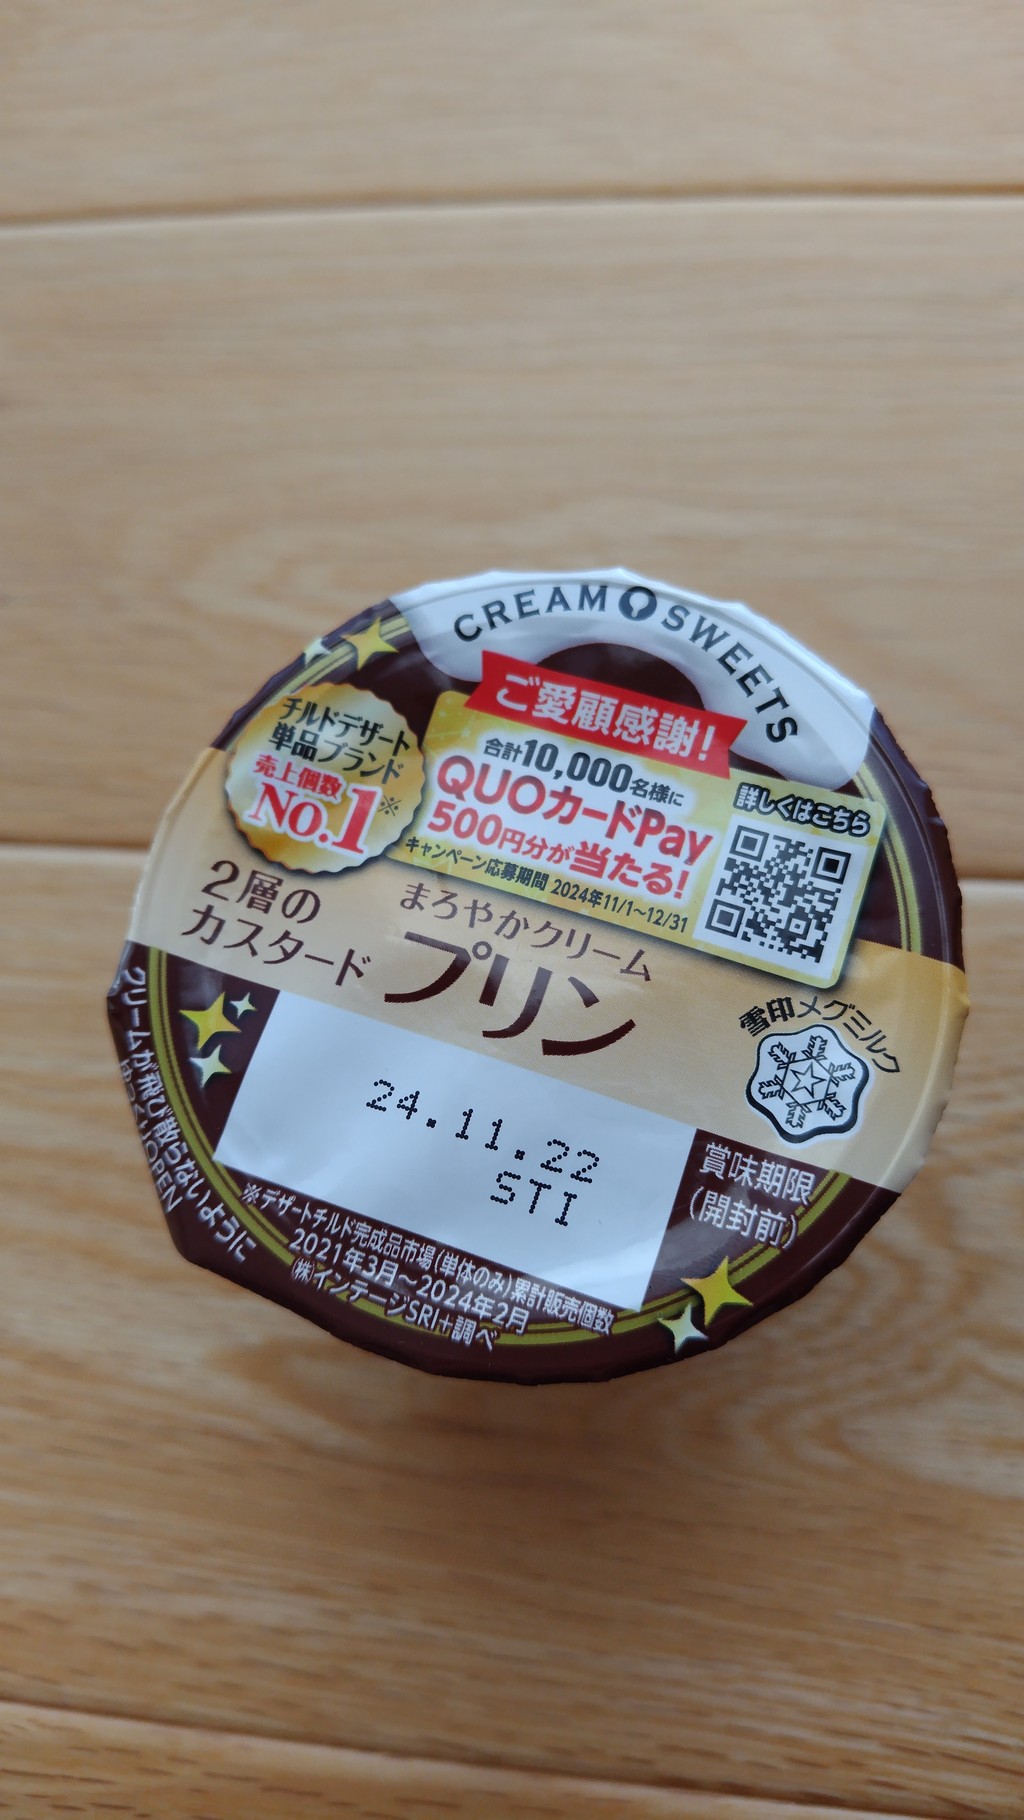 CREAM SWEETS
ご愛顧感謝!
チルドデザート
単品ブランド
売上個数
No.1※
合計10,000名様に
QUOカードPay
500円分が当たる!
キャンペーン応募期間 2024年11/1~12/31
詳しくはこちら
2層の
カスタード
まろやかクリーム
プリン
雪印メグミルク
24.11.22
STI
賞味期限
(開封前)
※デザートチルド完成品市場(単体のみ)累計販売個数
2021年3月~2024年2月
(株)インテージSRI+調べ
クリームが飛び散らないように
OPEN